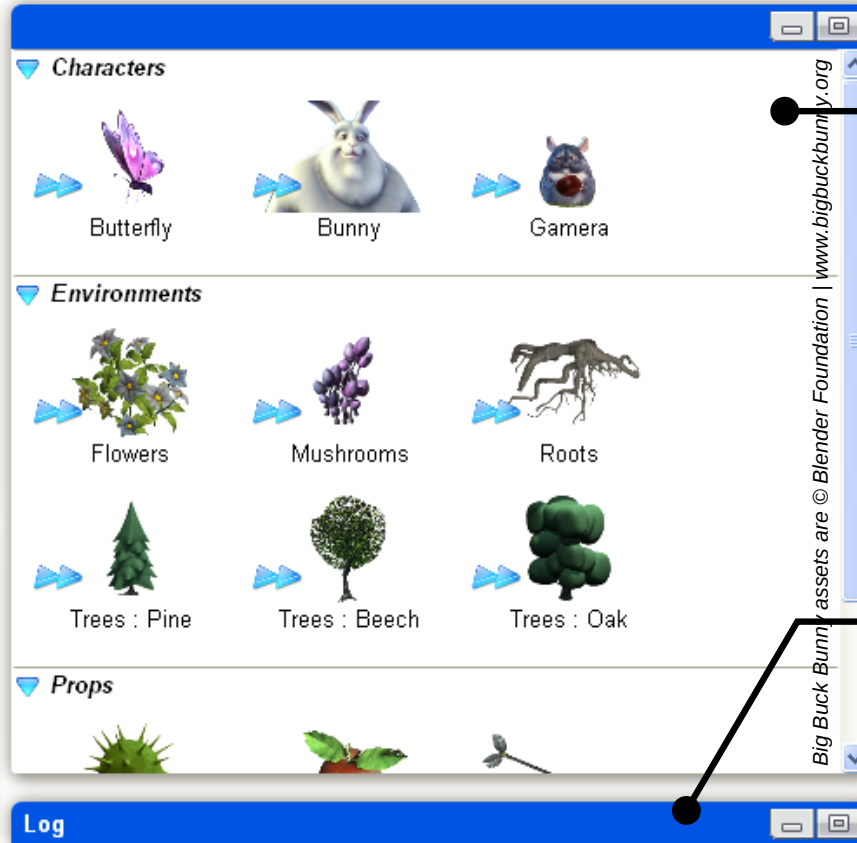 Characters
Butterfly
Bunny
Gamera
Environments
Flowers
Mushrooms
Roots
Trees : Pine
Trees : Beech
Trees : Oak
Props
Big Buck Bunny assets are © Blender Foundation | www.bigbuckbunny.org
Log